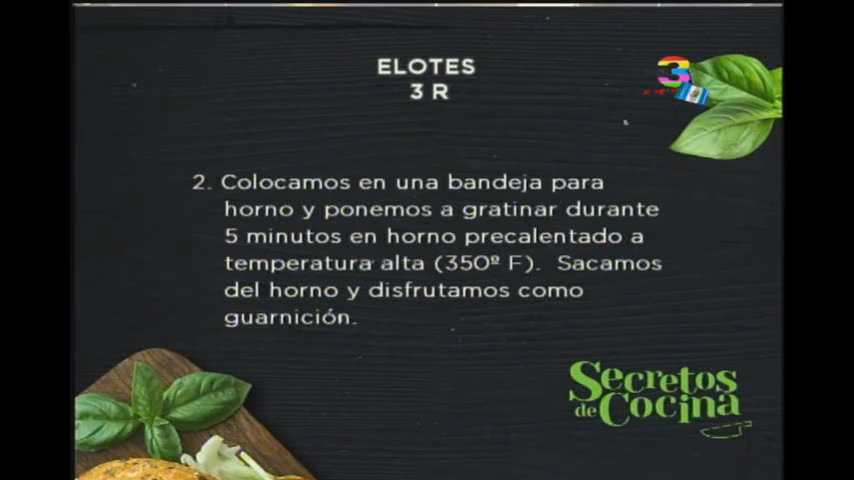 ELOTES
3 R
3
2. Colocamos en una bandeja para
horno y ponemos a gratinar durante
5 minutos en horno precalentado a
temperatura alta (350º F). Sacamos
del horno y disfrutamos como
guarnición.
Secretos
de Cocina